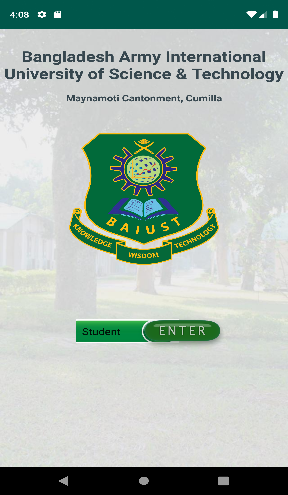 4:08
Bangladesh Army International
University of Science & Technology
Maynamoti Cantonment, Cumilla
BAIUST
KNOWLEDGE
WISDOM
TECHNOLOGY
Student
ENTER